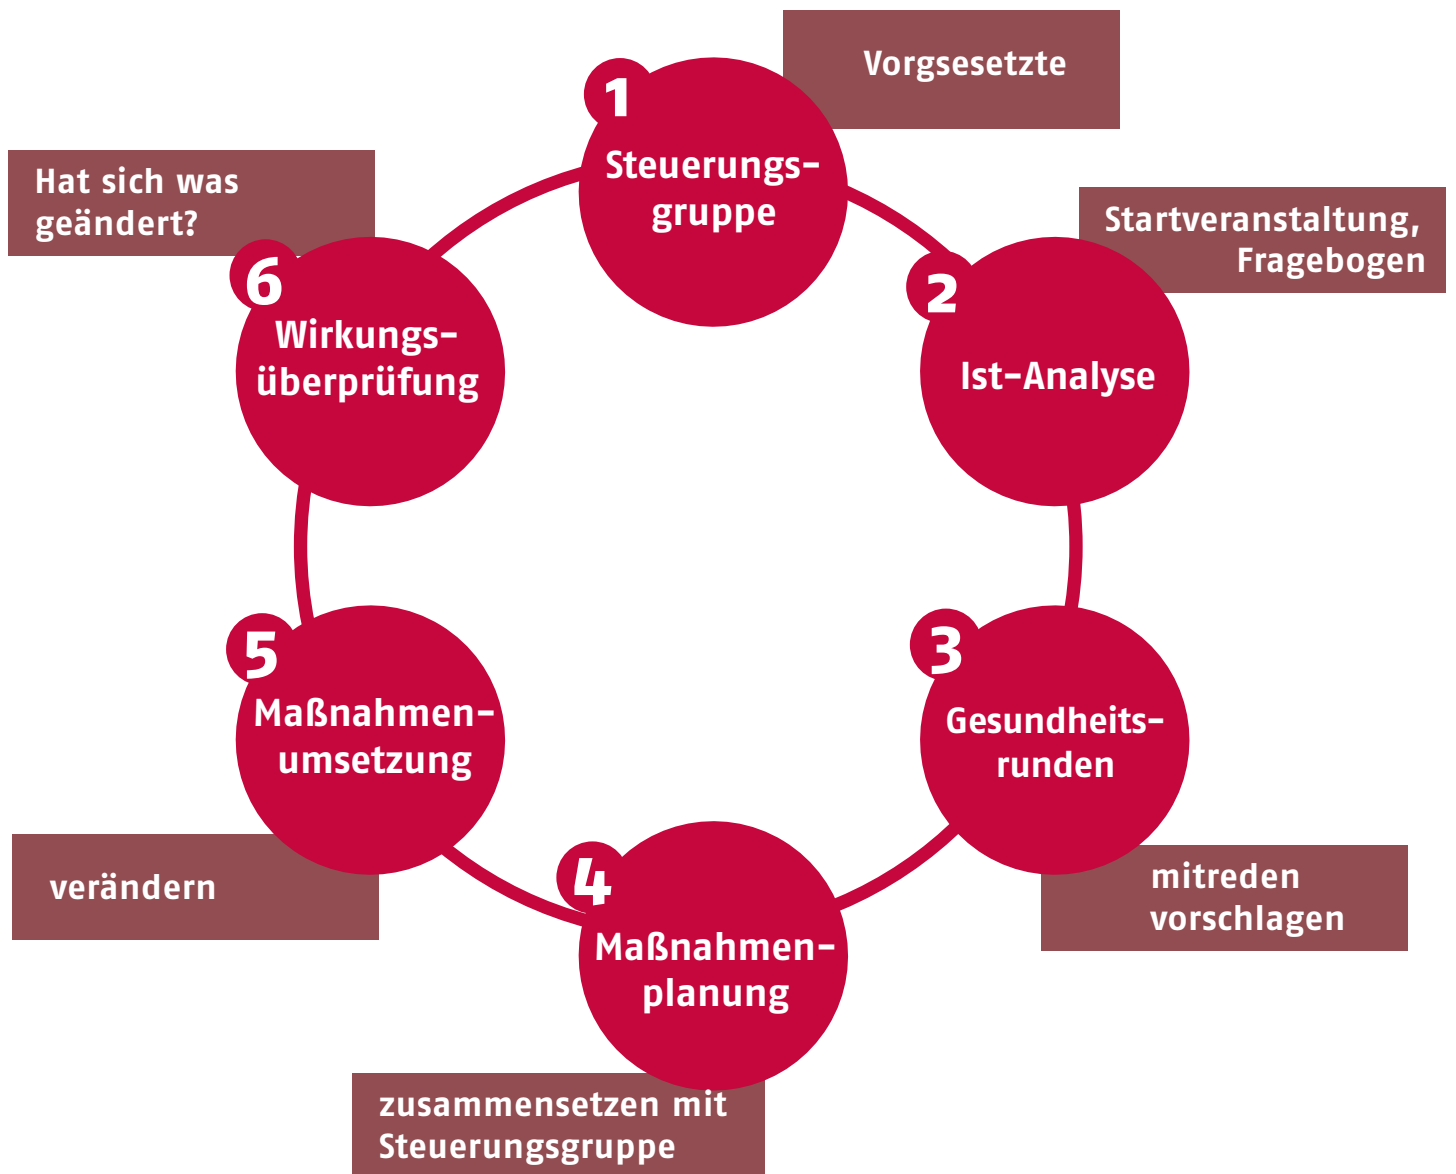 1
Steuerungs-
gruppe
Vorgsesetzte
2
Ist-Analyse
Startveranstaltung,
Fragebogen
3
Gesundheits-
runden
mitreden
vorschlagen
4
Maßnahmen-
planung
zusammensetzen mit
Steuerungsgruppe
5
Maßnahmen-
umsetzung
verändern
6
Wirkungs-
überprüfung
Hat sich was
geändert?